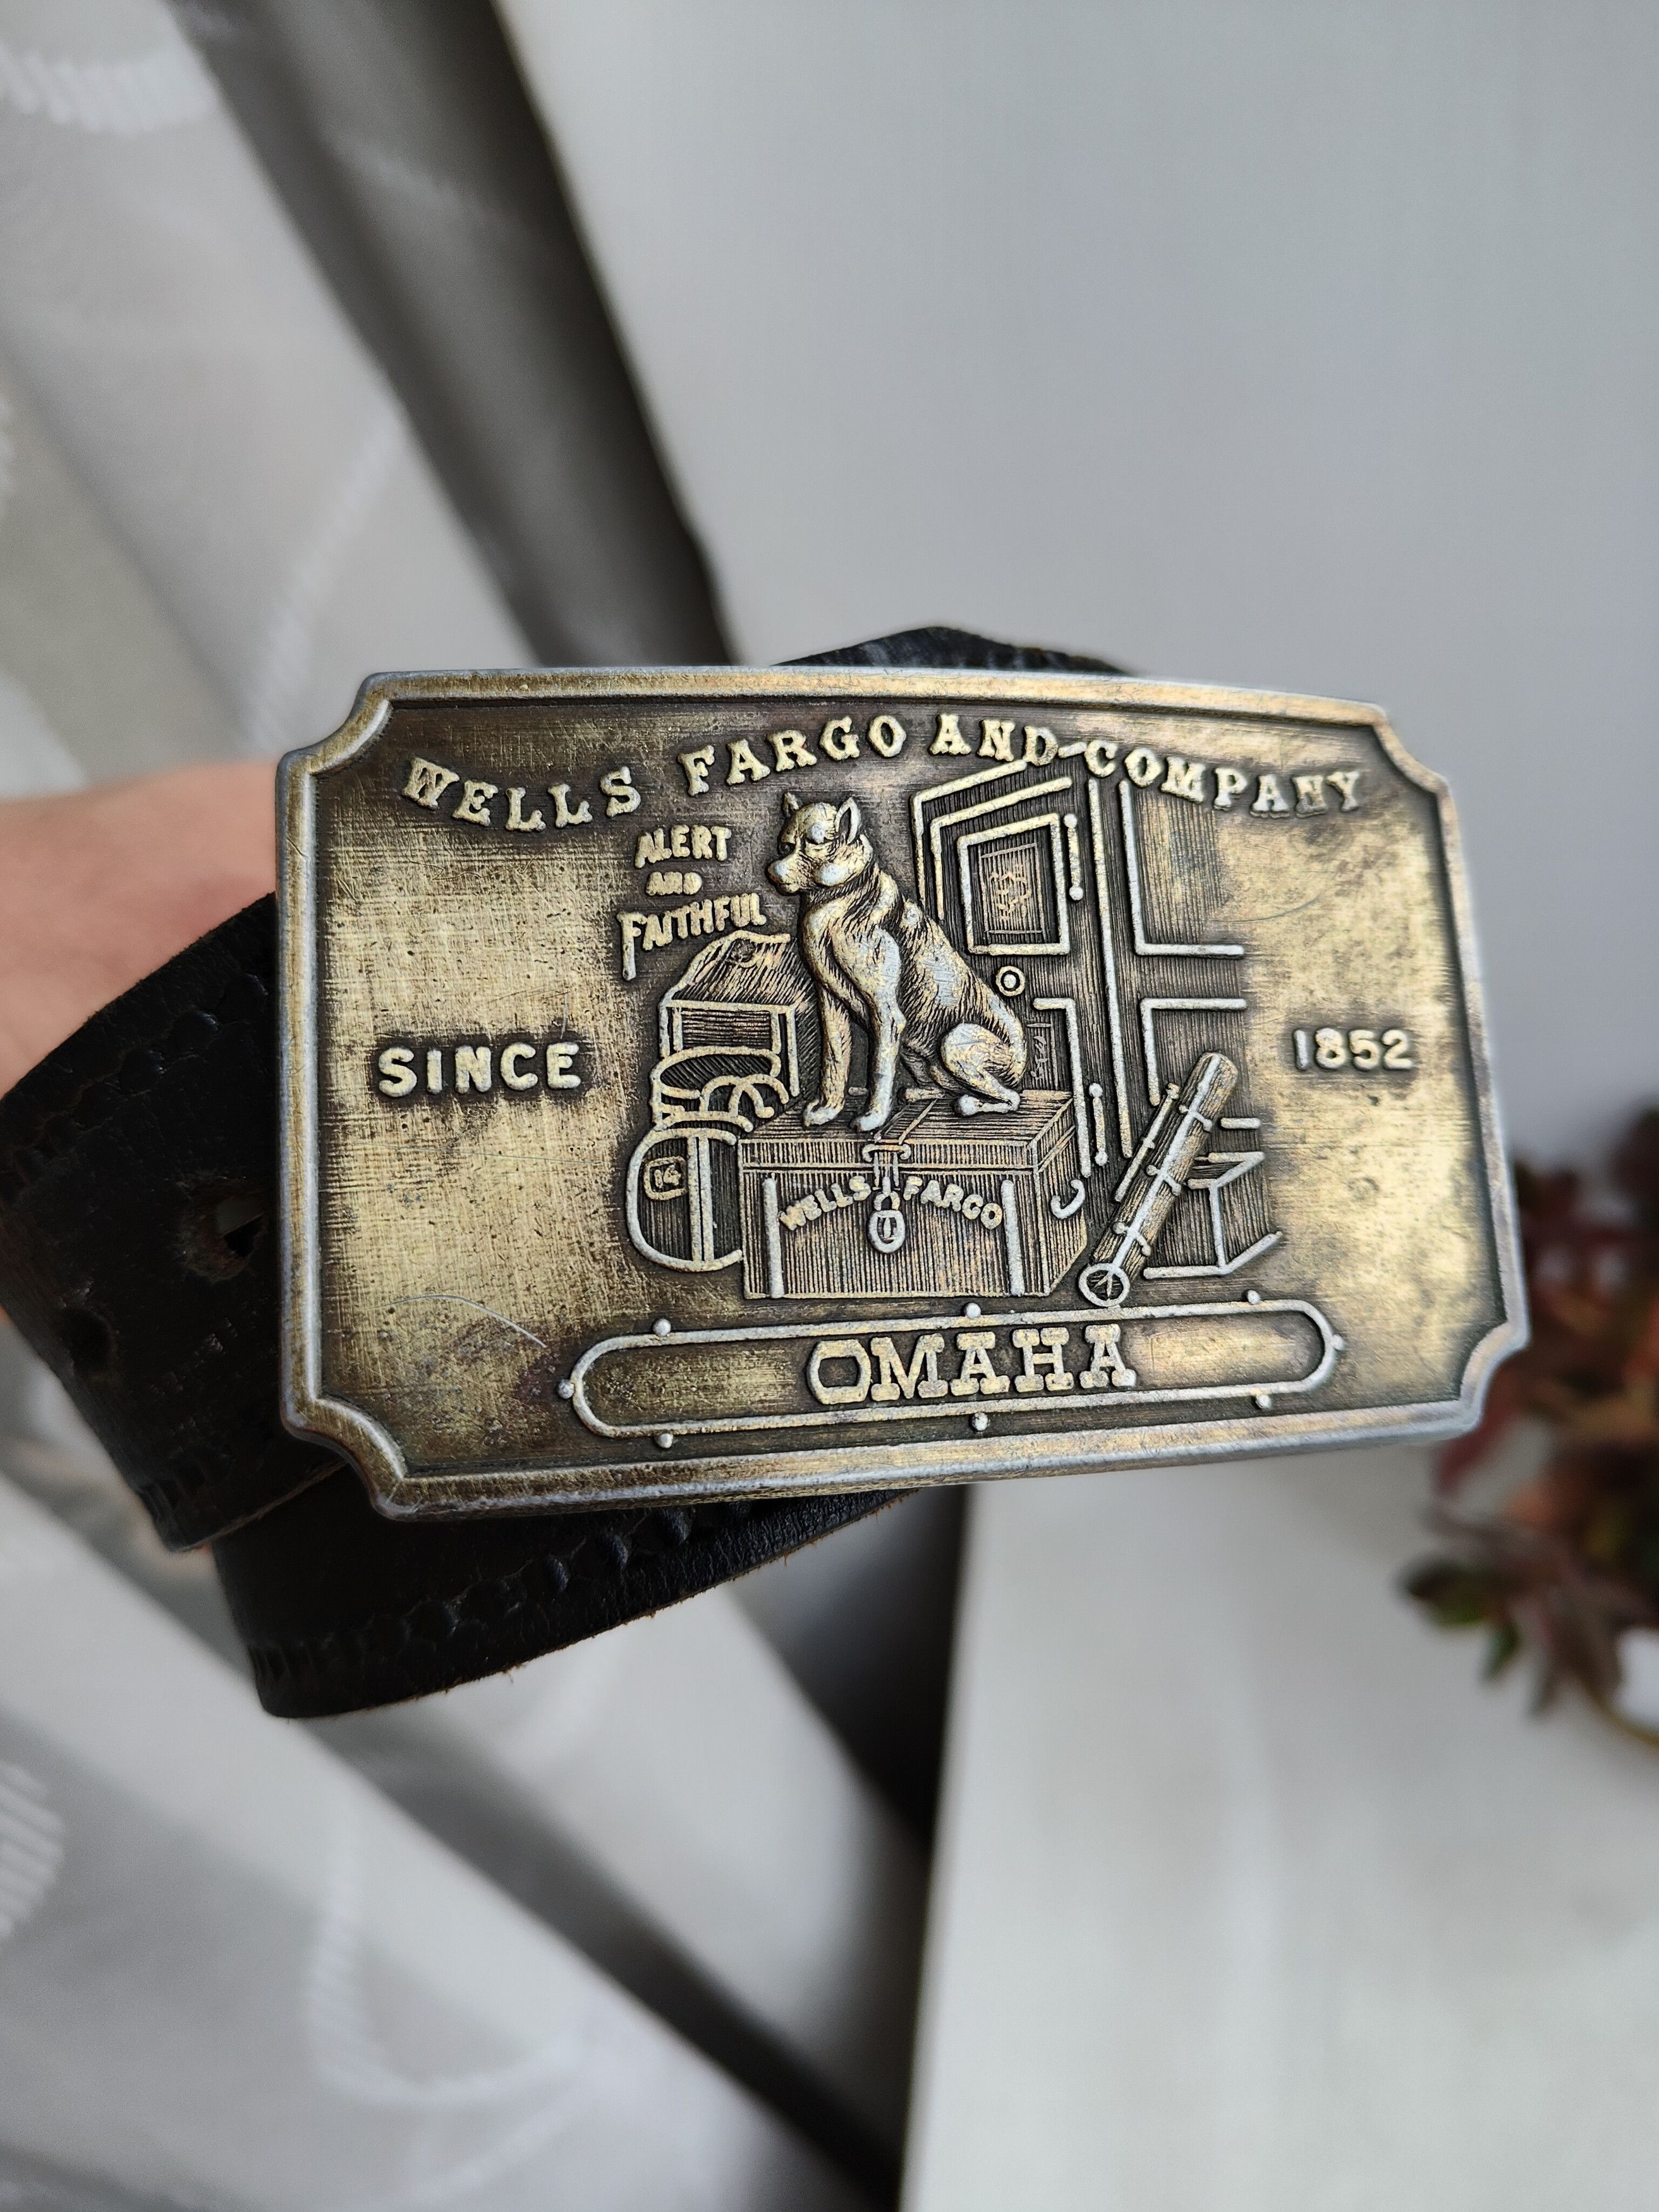 WELLS FARGO AND COMPANY
ALERT
AND
FAITHFUL
SINCE
1852
WELLS FARGO
OMAHA